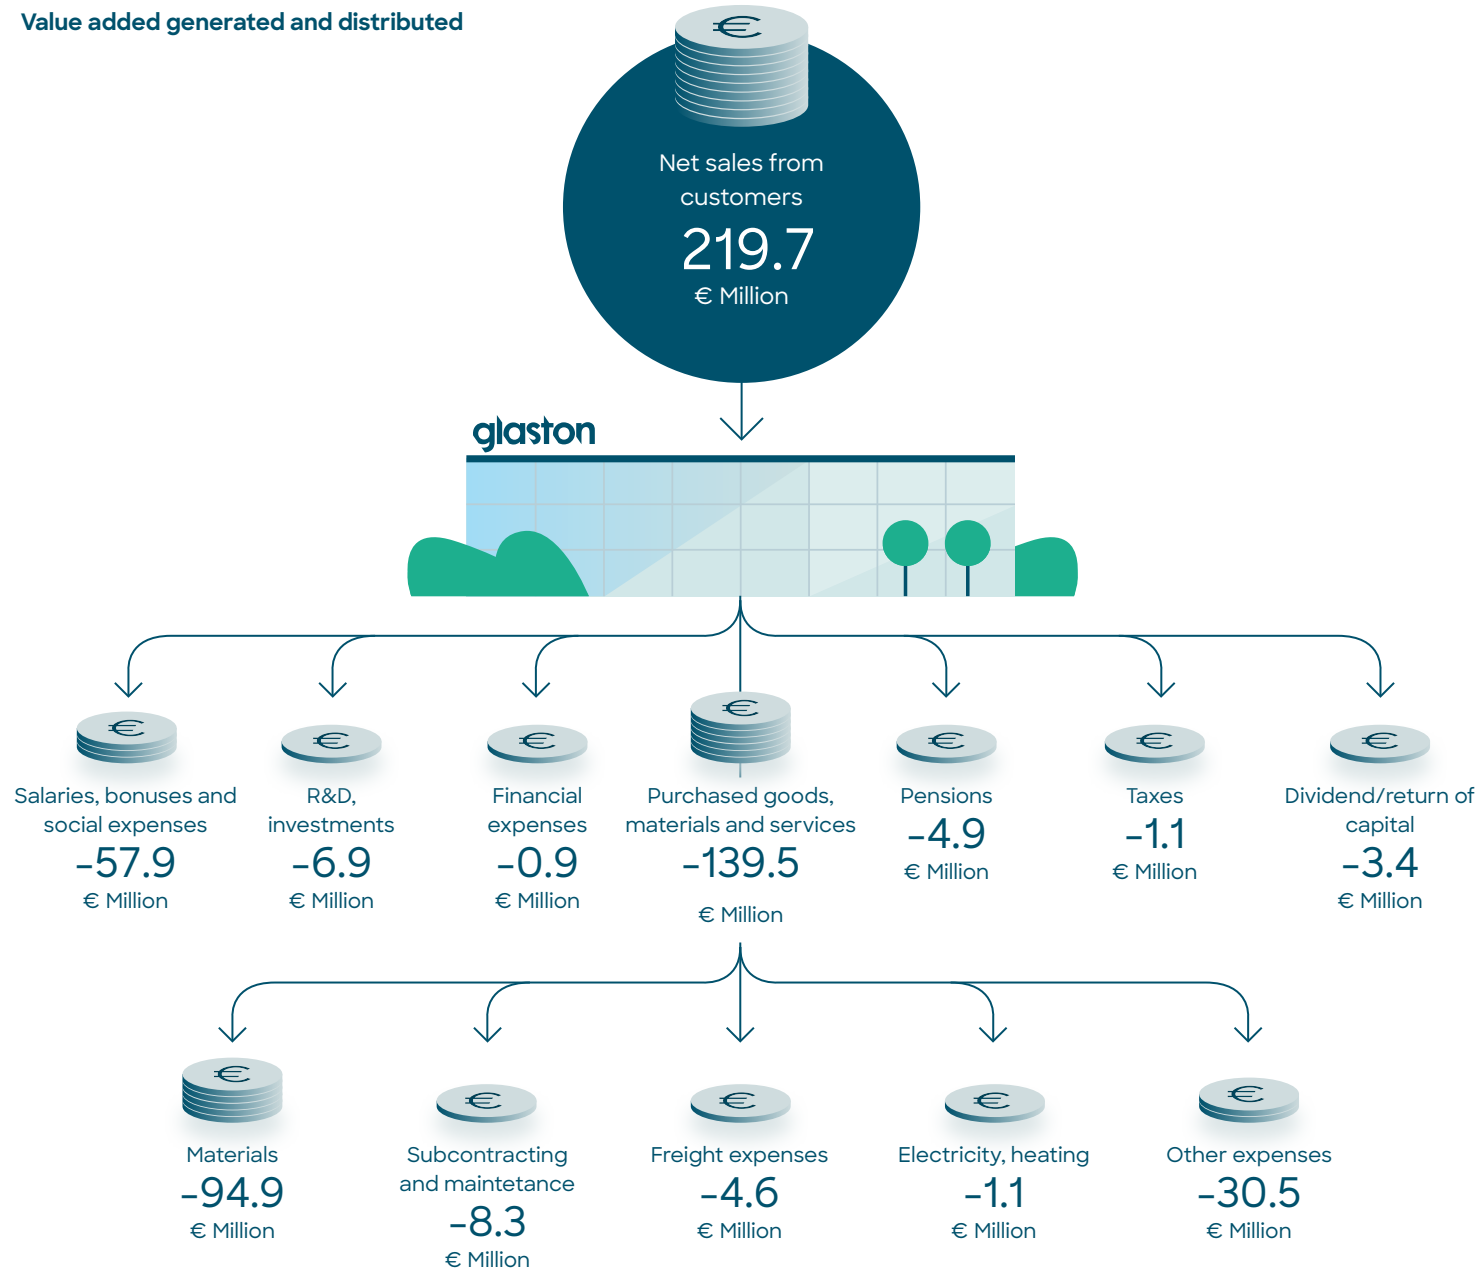 Value added generated and distributed
€
Net sales from
customers
219.7
€ Million
glaston
€
Salaries, bonuses and
social expenses
-57.9
€ Million
€
R&D,
investments
-6.9
€ Million
€
Financial
expenses
-0.9
€ Million
€
Purchased goods,
materials and services
-139.5
€ Million
€
Pensions
-4.9
€ Million
€
Taxes
-1.1
€ Million
€
Dividend/return of
capital
-3.4
€ Million
€
Materials
-94.9
€ Million
€
Subcontracting
and maintetance
-8.3
€ Million
€
Freight expenses
-4.6
€ Million
€
Electricity, heating
-1.1
€ Million
€
Other expenses
-30.5
€ Million